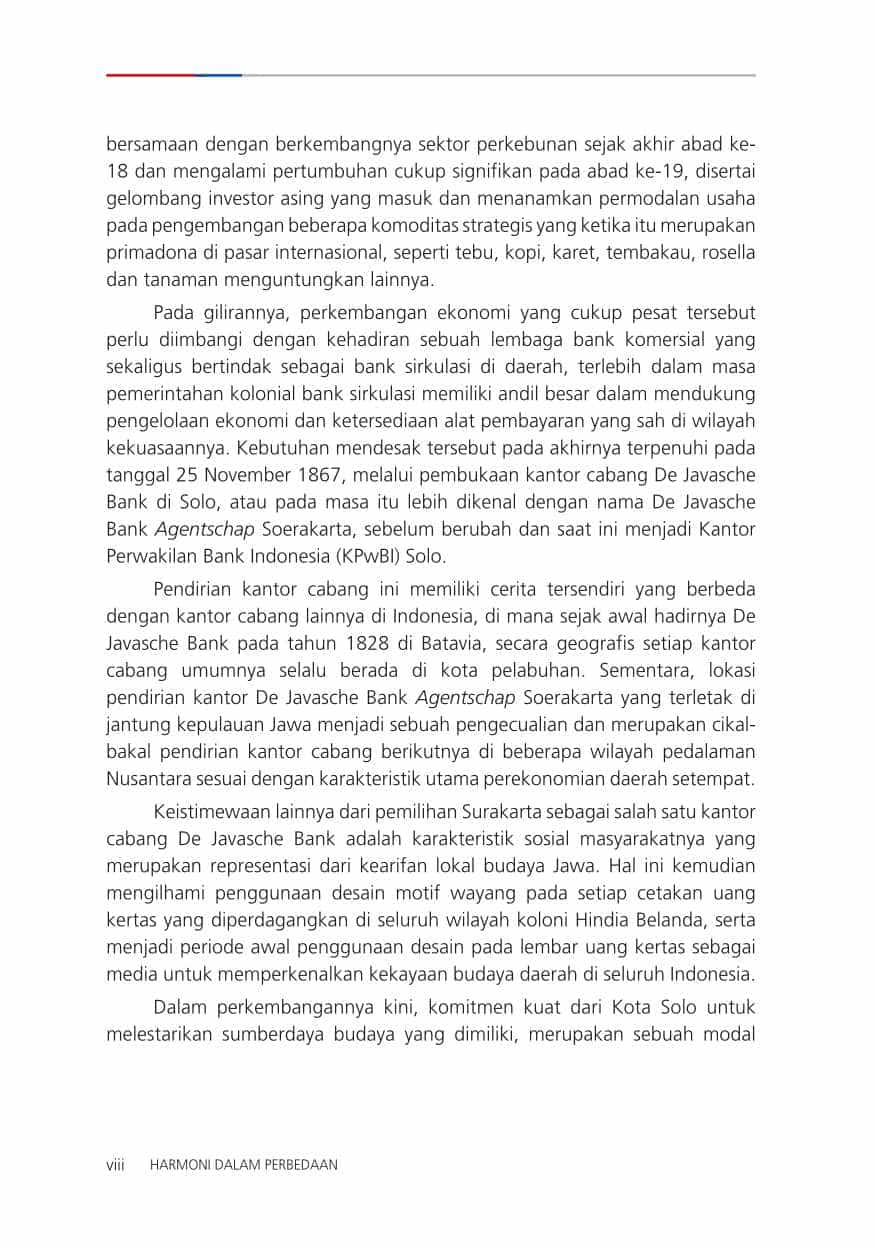 bersamaan dengan berkembangnya sektor perkebunan sejak akhir abad ke-
18 dan mengalami pertumbuhan cukup signifikan pada abad ke-19, disertai
gelombang investor asing yang masuk dan menanamkan permodalan usaha
pada pengembangan beberapa komoditas strategis yang ketika itu merupakan
primadona di pasar internasional, seperti tebu, kopi, karet, tembakau, rosella
dan tanaman menguntungkan lainnya.
Pada gilirannya, perkembangan ekonomi yang cukup pesat tersebut
perlu diimbangi dengan kehadiran sebuah lembaga bank komersial yang
sekaligus bertindak sebagai bank sirkulasi di daerah, terlebih dalam masa
pemerintahan kolonial bank sirkulasi memiliki andil besar dalam mendukung
pengelolaan ekonomi dan ketersediaan alat pembayaran yang sah di wilayah
kekuasaannya. Kebutuhan mendesak tersebut pada akhirnya terpenuhi pada
tanggal 25 November 1867, melalui pembukaan kantor cabang De Javasche
Bank di Solo, atau pada masa itu lebih dikenal dengan nama De Javasche
Bank Agentschap Soerakarta, sebelum berubah dan saat ini menjadi Kantor
Perwakilan Bank Indonesia (KPwBI) Solo.
Pendirian kantor cabang ini memiliki cerita tersendiri yang berbeda
dengan kantor cabang lainnya di Indonesia, di mana sejak awal hadirnya De
Javasche Bank pada tahun 1828 di Batavia, secara geografis setiap kantor
cabang umumnya selalu berada di kota pelabuhan. Sementara, lokasi
pendirian kantor De Javasche Bank Agentschap Soerakarta yang terletak di
jantung kepulauan Jawa menjadi sebuah pengecualian dan merupakan cikal-
bakal pendirian kantor cabang berikutnya di beberapa wilayah pedalaman
Nusantara sesuai dengan karakteristik utama perekonomian daerah setempat.
Keistimewaan lainnya dari pemilihan Surakarta sebagai salah satu kantor
cabang De Javasche Bank adalah karakteristik sosial masyarakatnya yang
merupakan representasi dari kearifan lokal budaya Jawa. Hal ini kemudian
mengilhami penggunaan desain motif wayang pada setiap cetakan uang
kertas yang diperdagangkan di seluruh wilayah koloni Hindia Belanda, serta
menjadi periode awal penggunaan desain pada lembar uang kertas sebagai
media untuk memperkenalkan kekayaan budaya daerah di seluruh Indonesia.
Dalam perkembangannya kini, komitmen kuat dari Kota Solo untuk
melestarikan sumberdaya budaya yang dimiliki, merupakan sebuah modal
viii HARMONI DALAM PERBEDAAN